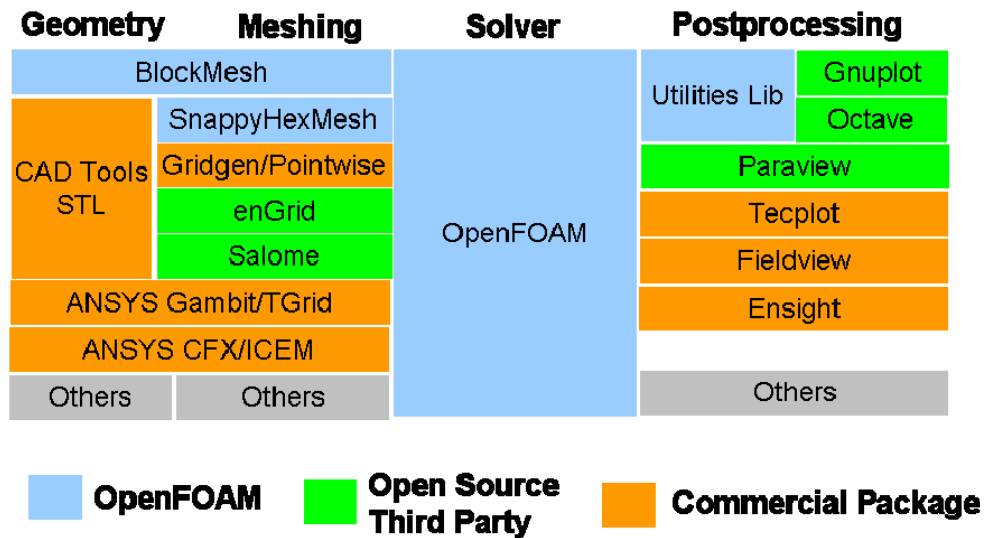 Geometry Meshing Solver Postprocessing
BlockMesh
SnappyHexMesh
CAD Tools
STL
Gridgen/Pointwise
enGrid
Salome
ANSYS Gambit/TGrid
ANSYS CFX/ICEM
Others
Others
OpenFOAM
Utilities Lib
Gnuplot
Octave
Paraview
Tecplot
Fieldview
Ensight
Others
OpenFOAM
Open Source
Third Party
Commercial Package